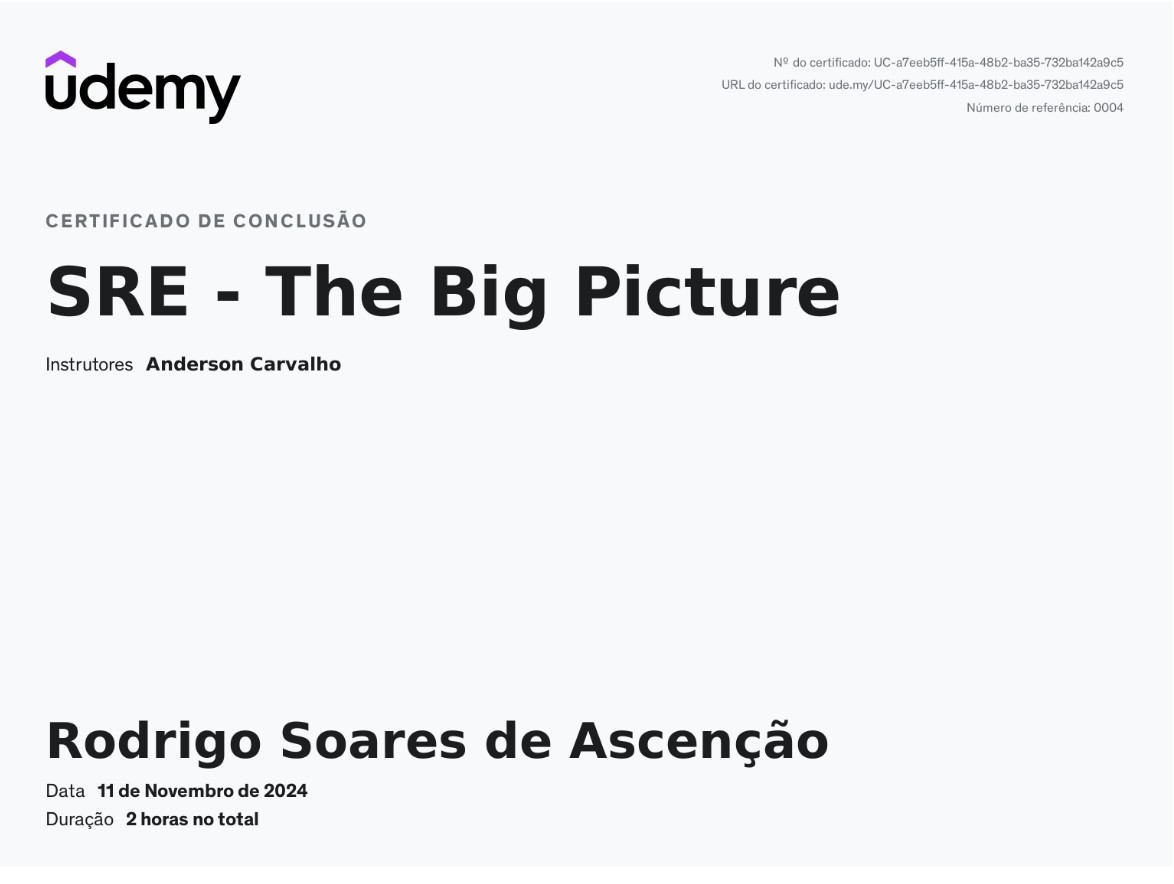 udemy
Nº do certificado: UC-a7eeb5ff-415a-48b2-ba35-732ba142a9c5
URL do certificado: ude.my/UC-a7eeb5ff-415a-48b2-ba35-732ba142a9c5
Número de referência: 0004
CERTIFICADO DE CONCLUSÃO
SRE - The Big Picture
Instrutores Anderson Carvalho
Rodrigo Soares de Ascenção
Data 11 de Novembro de 2024
Duração 2 horas no total